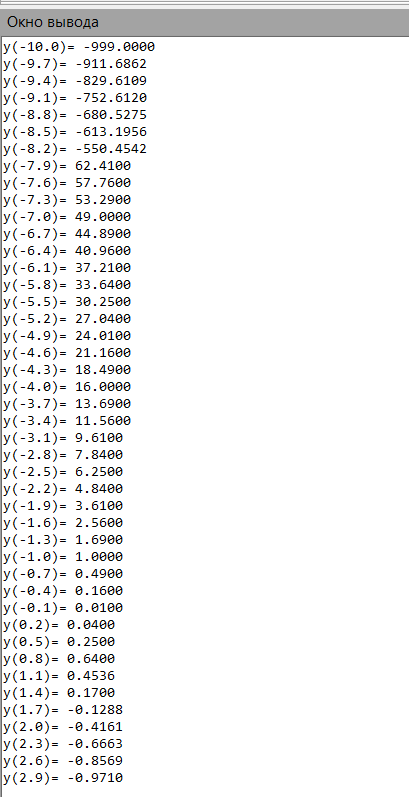 Окно вывода
y(-10.0)= -999.0000
y(-9.7)= -911.6862
y(-9.4)= -829.6109
y(-9.1)= -752.6120
y(-8.8)= -680.5275
y(-8.5)= -613.1956
y(-8.2)= -550.4542
y(-7.9)= 62.4100
y(-7.6)= 57.7600
y(-7.3)= 53.2900
y(-7.0)= 49.0000
y(-6.7)= 44.8900
y(-6.4)= 40.9600
y(-6.1)= 37.2100
y(-5.8)= 33.6400
y(-5.5)= 30.2500
y(-5.2)= 27.0400
y(-4.9)= 24.0100
y(-4.6)= 21.1600
y(-4.3)= 18.4900
y(-4.0)= 16.0000
y(-3.7)= 13.6900
y(-3.4)= 11.5600
y(-3.1)= 9.6100
y(-2.8)= 7.8400
y(-2.5)= 6.2500
y(-2.2)= 4.8400
y(-1.9)= 3.6100
y(-1.6)= 2.5600
y(-1.3)= 1.6900
y(-1.0)= 1.0000
y(-0.7)= 0.4900
y(-0.4)= 0.1600
y(-0.1)= 0.0100
y(0.2)= 0.0400
y(0.5)= 0.2500
y(0.8)= 0.6400
y(1.1)= 0.4536
y(1.4)= 0.1700
y(1.7)= -0.1288
y(2.0)= -0.4161
y(2.3)= -0.6663
y(2.6)= -0.8569
y(2.9)= -0.9710